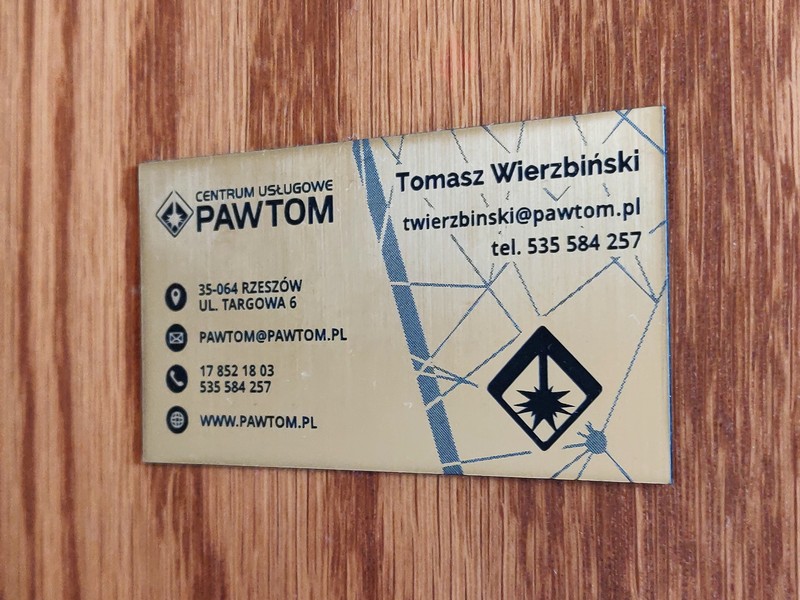 CENTRUM USŁUGOWE
PAWTOM
35-064 RZESZÓW
UL. TARGOWA 6
PAWTOM@PAWTOM.PL
17 852 18 03
535 584 257
WWW.PAWTOM.PL
Tomasz Wierzbiński
twierzbinski@pawtom.pl
tel. 535 584 257